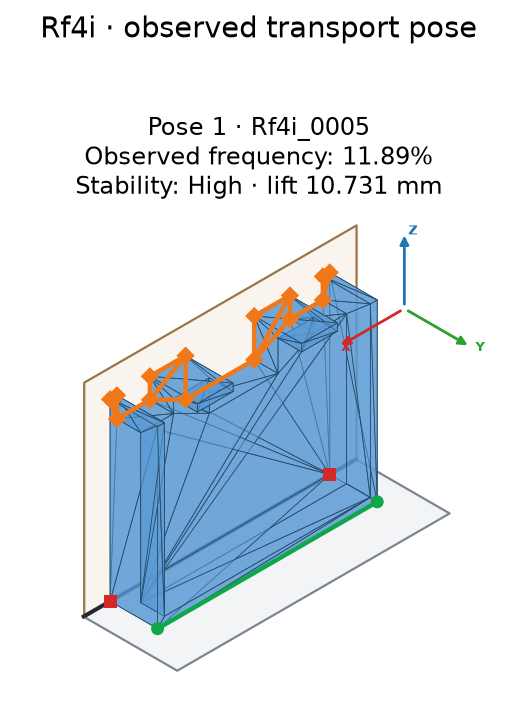 Rf4i · observed transport pose
Pose 1 · Rf4i_0005
Observed frequency: 11.89%
Stability: High · lift 10.731 mm
Z
X
Y